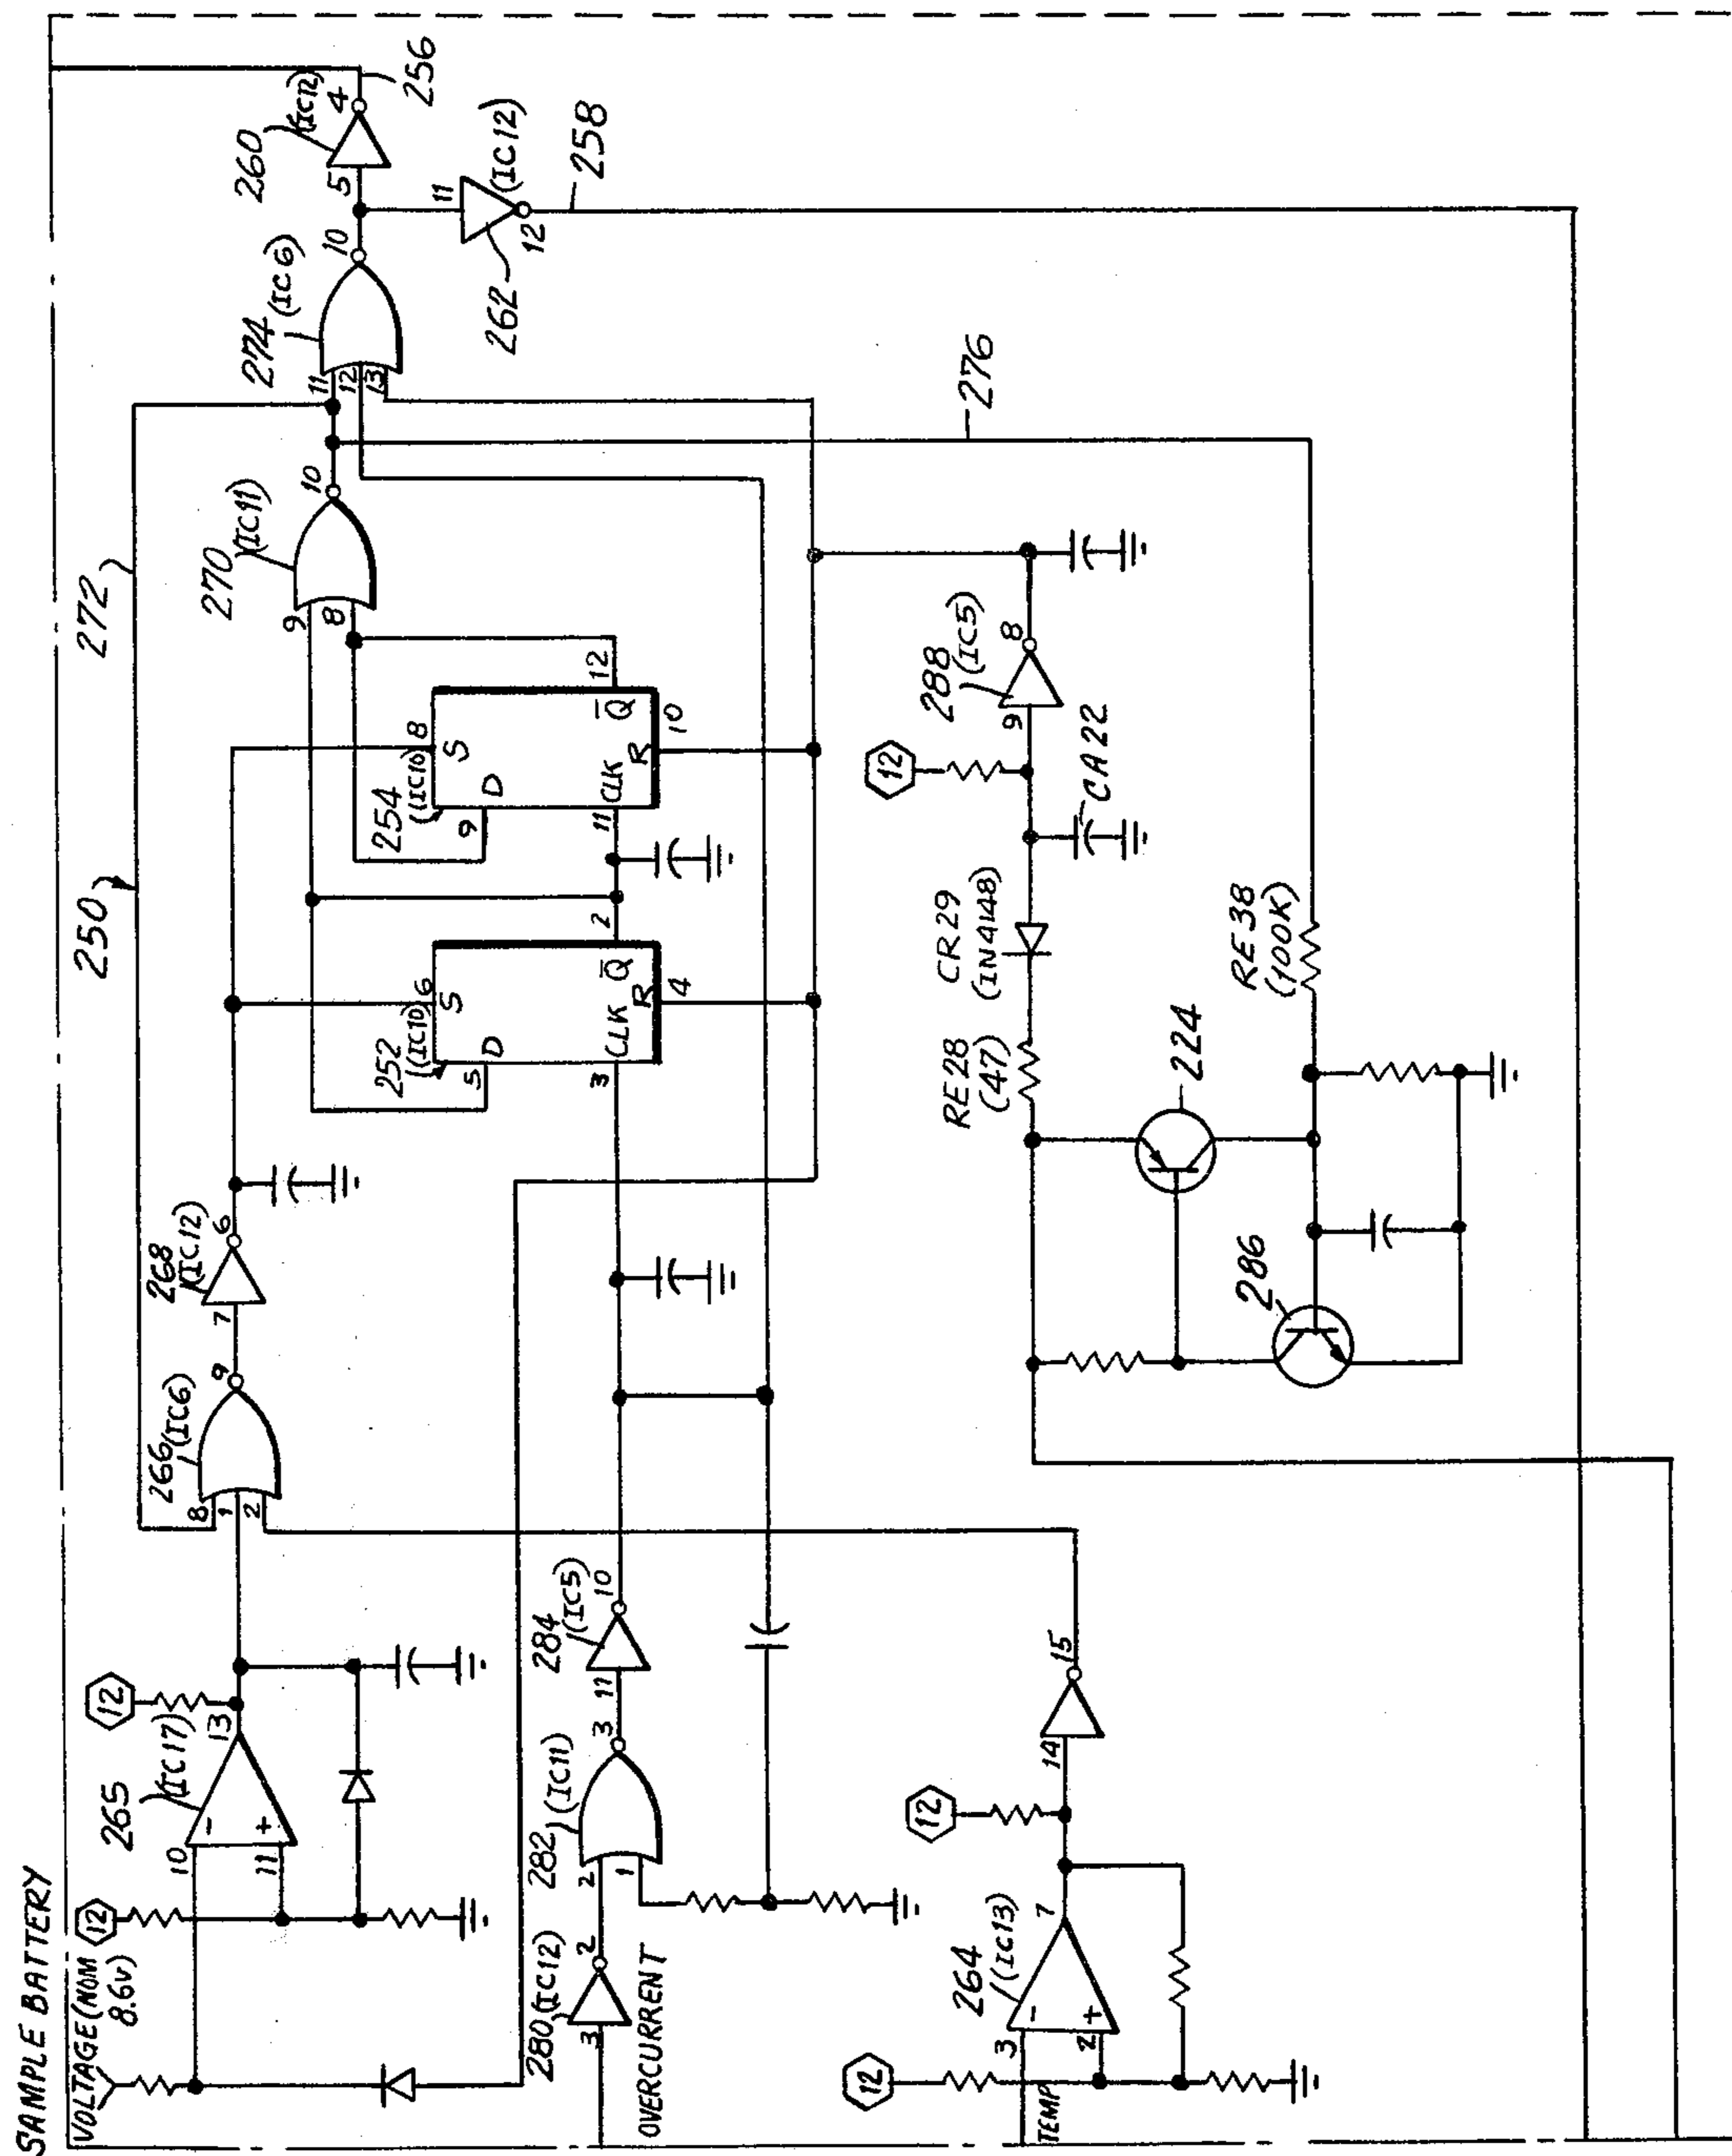 SAMPLE BATTERY
VOLTAGE (NOM
8.6V)
12
265
(IC17)
10
11
-
+
13
12
266 (IC6)
8
1
2
9
268
(IC12)
7
6
250
272
252
(IC10)
6
S
5
D
3
CLK
Q
R
2
4
254
(IC10)
8
S
9
D
11
CLK
Q
R
12
10
270
(IC11)
9
8
10
274 (IC6)
11
12
13
10
260
(IC12)
5
4
256
11
(IC12)
12
262
258
276
280 (IC12)
3
2
OVERCURRENT
282 (IC11)
2
1
3
284
(IC5)
11
10
12
264
(IC13)
3
2
-
+
7
TEMP
12
14
15
RE28
(47)
CR29
(IN4148)
12
CA22
288
(IC5)
9
8
224
286
RE38
(100K)